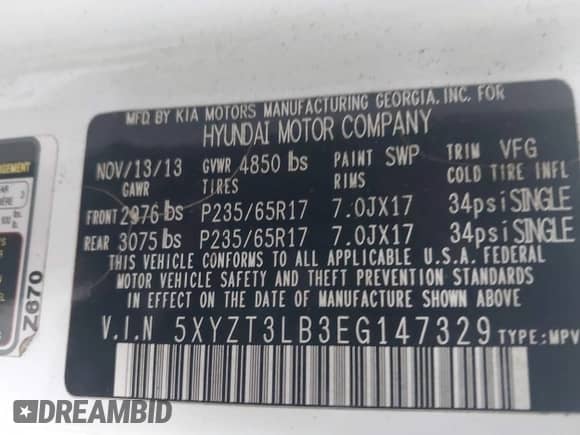 MFD. BY KIA MOTORS MANUFACTURING GEORGIA, INC. FOR
HYUNDAI MOTOR COMPANY
NOV/13/13 GVWR 4850 lbs PAINT SWP TRIM VFG
GAWR TIRES RIMS COLD TIRE INFL
FRONT 2976 lbs P235/65R17 7.0JX17 34psi SINGLE
REAR 3075 lbs P235/65R17 7.0JX17 34psi SINGLE
THIS VEHICLE CONFORMS TO ALL APPLICABLE U.S.A. FEDERAL
MOTOR VEHICLE SAFETY AND THEFT PREVENTION STANDARDS
IN EFFECT ON THE DATE OF MANUFACTURE SHOWN ABOVE.
V.I.N 5XYZT3LB3EG147329 TYPE:MPV
Z670
DREAMBID